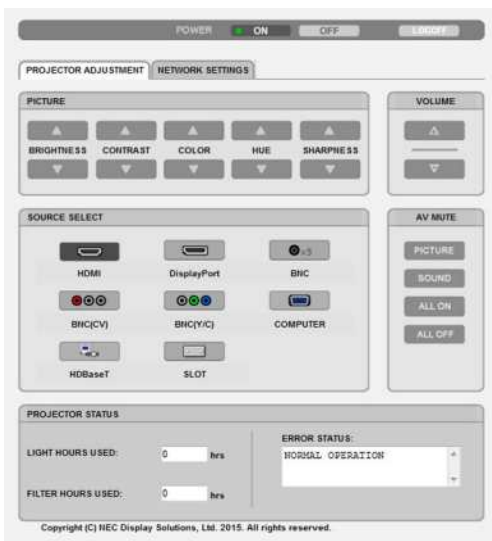 POWER ON OFF LOGOFF
PROJECTOR ADJUSTMENT NETWORK SETTINGS
PICTURE
BRIGHTNESS CONTRAST COLOR HUE SHARPNESS
VOLUME
SOURCE SELECT
HDMI DisplayPort BNC
x5
BNC(CV) BNC(Y/C) COMPUTER
HDBaseT SLOT
AV MUTE
PICTURE
SOUND
ALL ON
ALL OFF
PROJECTOR STATUS
LIGHT HOURS USED: 0 hrs
FILTER HOURS USED: 0 hrs
ERROR STATUS:
NORMAL OPERATION
Copyright (C) NEC Display Solutions, Ltd. 2015. All rights reserved.